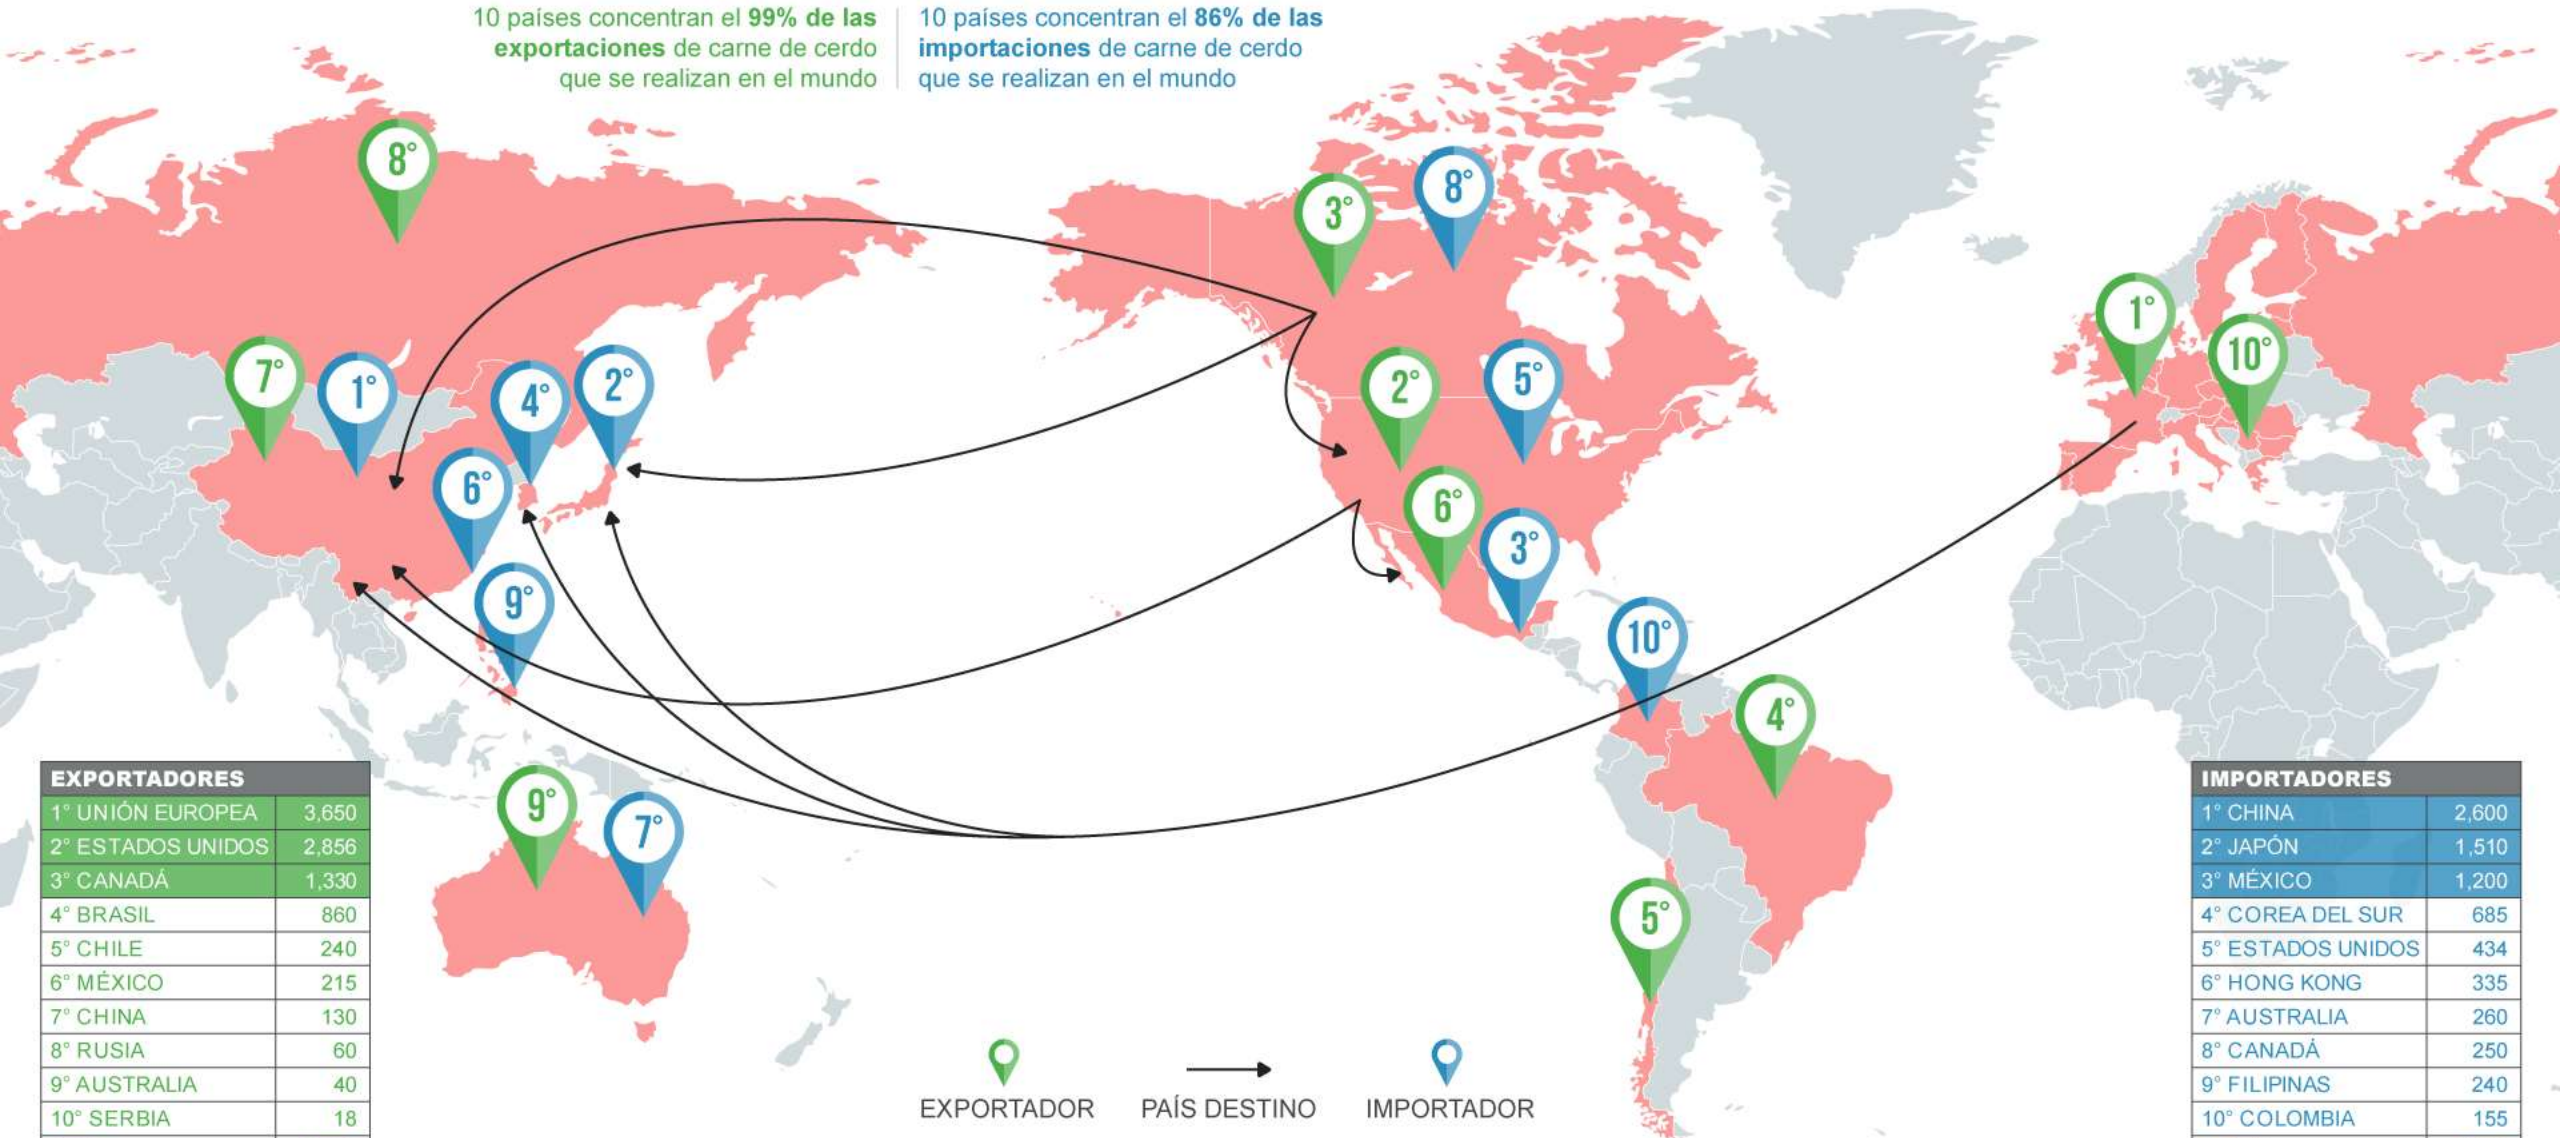 10 países concentran el 99% de las
exportaciones de carne de cerdo
que se realizan en el mundo
10 países concentran el 86% de las
importaciones de carne de cerdo
que se realizan en el mundo
8°
3°
8°
1°
10°
7°
1°
4°
2°
2°
5°
6°
6°
3°
9°
10°
4°
9°
7°
5°
EXPORTADORES
1° UNIÓN EUROPEA 3,650
2° ESTADOS UNIDOS 2,856
3° CANADÁ 1,330
4° BRASIL 860
5° CHILE 240
6° MÉXICO 215
7° CHINA 130
8° RUSIA 60
9° AUSTRALIA 40
10° SERBIA 18
EXPORTADOR
PAÍS DESTINO
IMPORTADOR
IMPORTADORES
1° CHINA 2,600
2° JAPÓN 1,510
3° MÉXICO 1,200
4° COREA DEL SUR 685
5° ESTADOS UNIDOS 434
6° HONG KONG 335
7° AUSTRALIA 260
8° CANADÁ 250
9° FILIPINAS 240
10° COLOMBIA 155